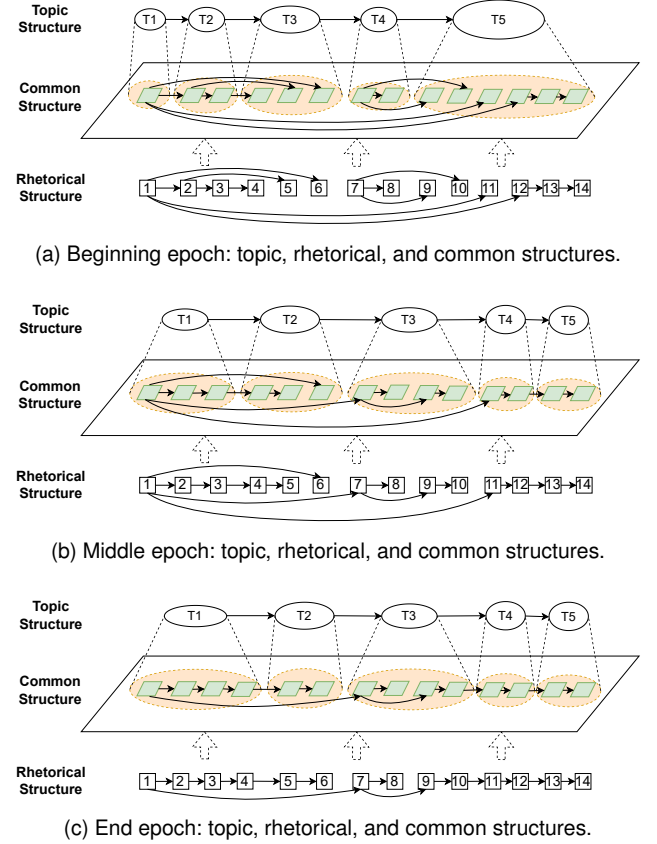 Topic
Structure
T1 T2 T3 T4 T5
Common
Structure
Rhetorical
Structure
1 2 3 4 5 6 7 8 9 10 11 12 13 14
(a) Beginning epoch: topic, rhetorical, and common structures.
Topic
Structure
T1 T2 T3 T4 T5
Common
Structure
Rhetorical
Structure
1 2 3 4 5 6 7 8 9 10 11 12 13 14
(b) Middle epoch: topic, rhetorical, and common structures.
Topic
Structure
T1 T2 T3 T4 T5
Common
Structure
Rhetorical
Structure
1 2 3 4 5 6 7 8 9 10 11 12 13 14
(c) End epoch: topic, rhetorical, and common structures.